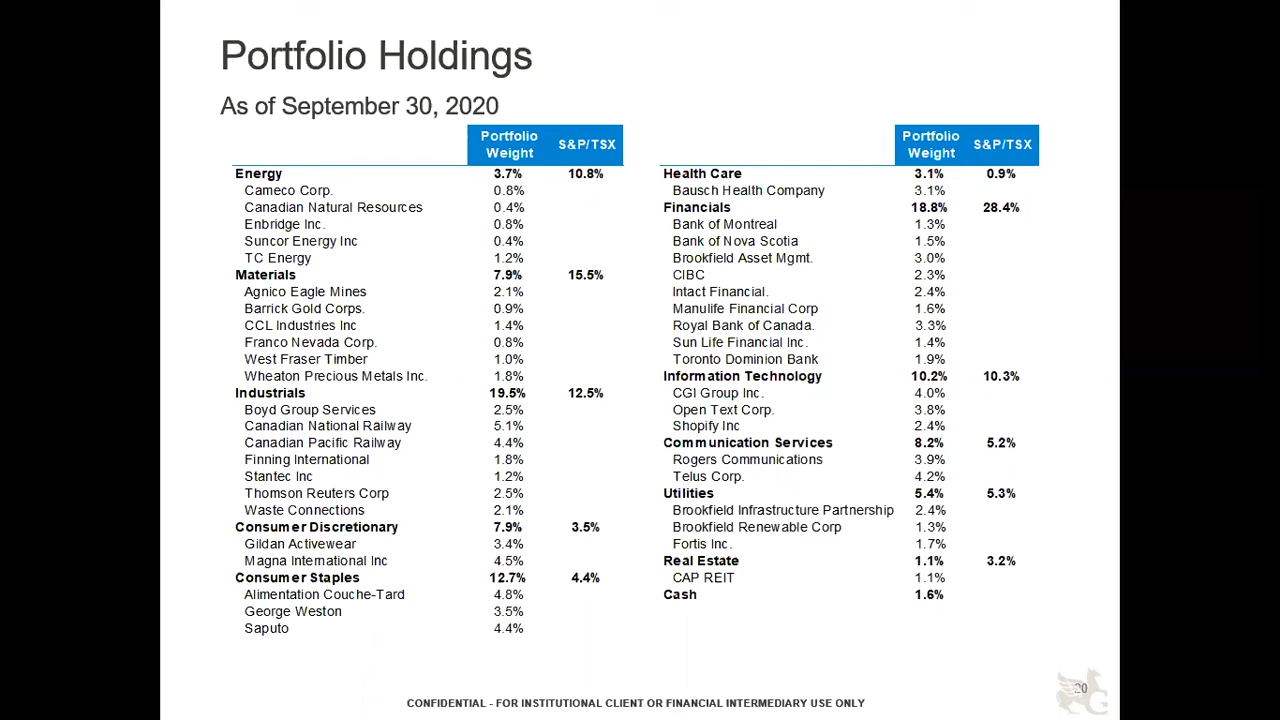 Portfolio Holdings
As of September 30, 2020
Portfolio Weight S&P/TSX
Energy 3.7% 10.8%
Cameco Corp. 0.8%
Canadian Natural Resources 0.4%
Enbridge Inc. 0.8%
Suncor Energy Inc 0.4%
TC Energy 1.2%
Materials 7.9% 15.5%
Agnico Eagle Mines 2.1%
Barrick Gold Corps. 0.9%
CCL Industries Inc 1.4%
Franco Nevada Corp. 0.8%
West Fraser Timber 1.0%
Wheaton Precious Metals Inc. 1.8%
Industrials 19.5% 12.5%
Boyd Group Services 2.5%
Canadian National Railway 5.1%
Canadian Pacific Railway 4.4%
Finning International 1.8%
Stantec Inc 1.2%
Thomson Reuters Corp 2.5%
Waste Connections 2.1%
Consumer Discretionary 7.9% 3.5%
Gildan Activewear 3.4%
Magna International Inc 4.5%
Consumer Staples 12.7% 4.4%
Alimentation Couche-Tard 4.8%
George Weston 3.5%
Saputo 4.4%
Portfolio Weight S&P/TSX
Health Care 3.1% 0.9%
Bausch Health Company 3.1%
Financials 18.8% 28.4%
Bank of Montreal 1.3%
Bank of Nova Scotia 1.5%
Brookfield Asset Mgmt. 3.0%
CIBC 2.3%
Intact Financial. 2.4%
Manulife Financial Corp 1.6%
Royal Bank of Canada. 3.3%
Sun Life Financial Inc. 1.4%
Toronto Dominion Bank 1.9%
Information Technology 10.2% 10.3%
CGI Group Inc. 4.0%
Open Text Corp. 3.8%
Shopify Inc 2.4%
Communication Services 8.2% 5.2%
Rogers Communications 3.9%
Telus Corp. 4.2%
Utilities 5.4% 5.3%
Brookfield Infrastructure Partnership 2.4%
Brookfield Renewable Corp 1.3%
Fortis Inc. 1.7%
Real Estate 1.1% 3.2%
CAP REIT 1.1%
Cash 1.6%
CONFIDENTIAL - FOR INSTITUTIONAL CLIENT OR FINANCIAL INTERMEDIARY USE ONLY
20